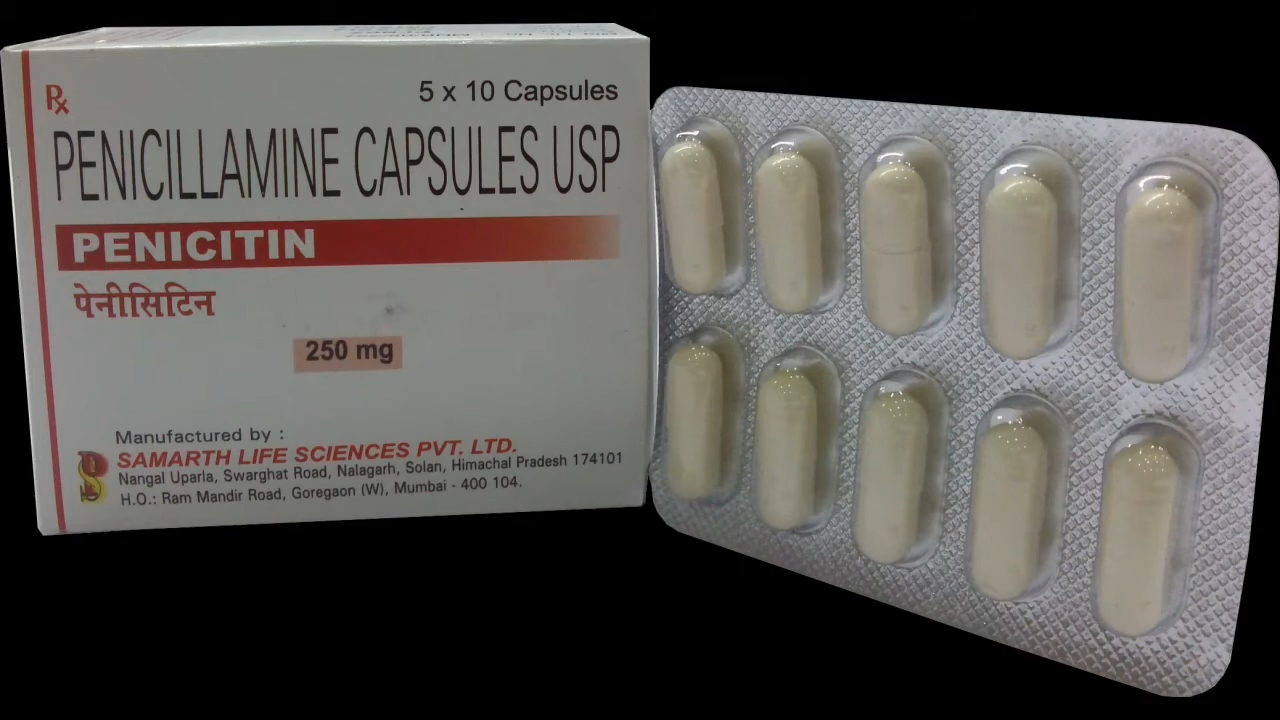 Rx
5 x 10 Capsules
PENICILLAMINE CAPSULES USP
PENICITIN
पेनीसिटिन
250 mg
Manufactured by :
SAMARTH LIFE SCIENCES PVT. LTD.
Nangal Uparla, Swarghat Road, Nalagarh, Solan, Himachal Pradesh 174101
H.O.: Ram Mandir Road, Goregaon (W), Mumbai - 400 104.